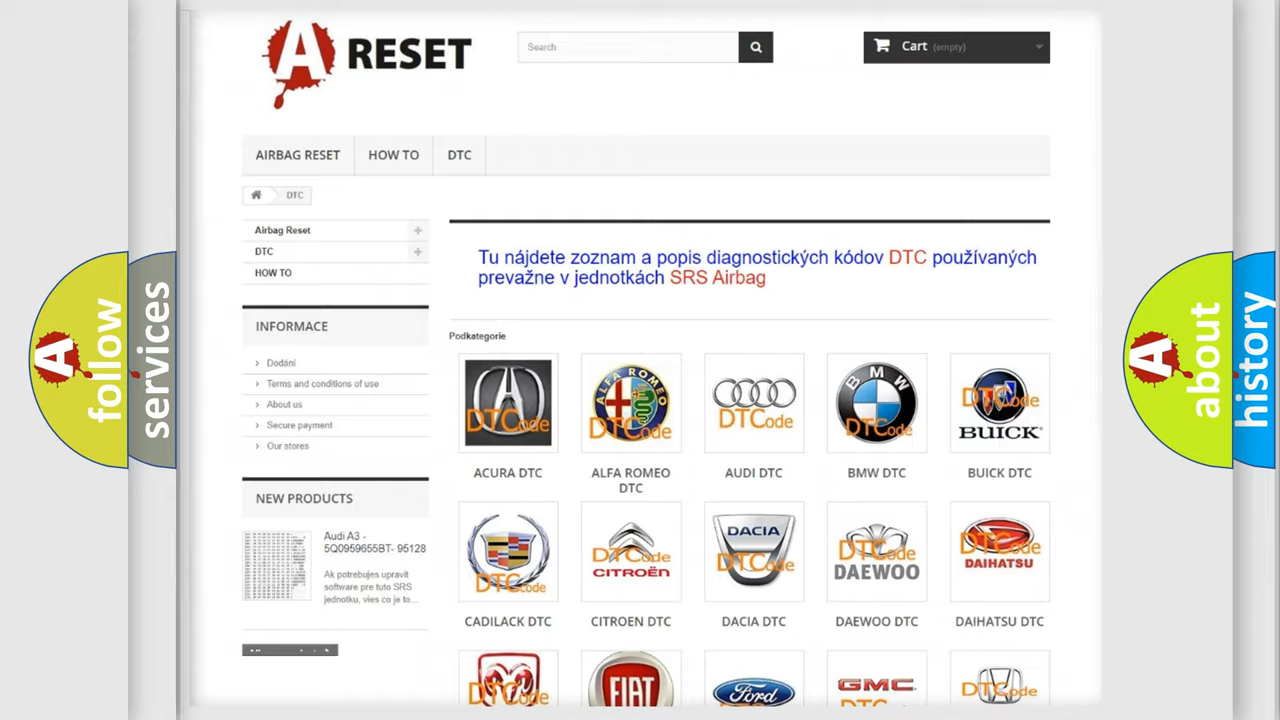 A RESET
Search
Cart (empty)
AIRBAG RESET
HOW TO
DTC
DTC
Airbag Reset
DTC
HOW TO
INFORMACE
Dodání
Terms and conditions of use
About us
Secure payment
Our stores
NEW PRODUCTS
Audi A3 -
5Q0959655BT- 95128
Ak potrebujes upravit
software pre tuto SRS
jednotku, vies co je to...
Tu nájdete zoznam a popis diagnostických kódov DTC používaných
prevažne v jednotkách SRS Airbag
Podkategorie
DTCode
ALFA ROMEO
DTCode
DTCode
BMW
DTCode
DTCode
BUICK
ACURA DTC
ALFA ROMEO
DTC
AUDI DTC
BMW DTC
BUICK DTC
DTCode
DTCode
CITROËN
DACIA
DTCode
DTCode
DAEWOO
DTCode
DAIHATSU
CADILACK DTC
CITROEN DTC
DACIA DTC
DAEWOO DTC
DAIHATSU DTC
DTCode
FIAT
Ford
GMC
DTCode
A follow
services
A about
history